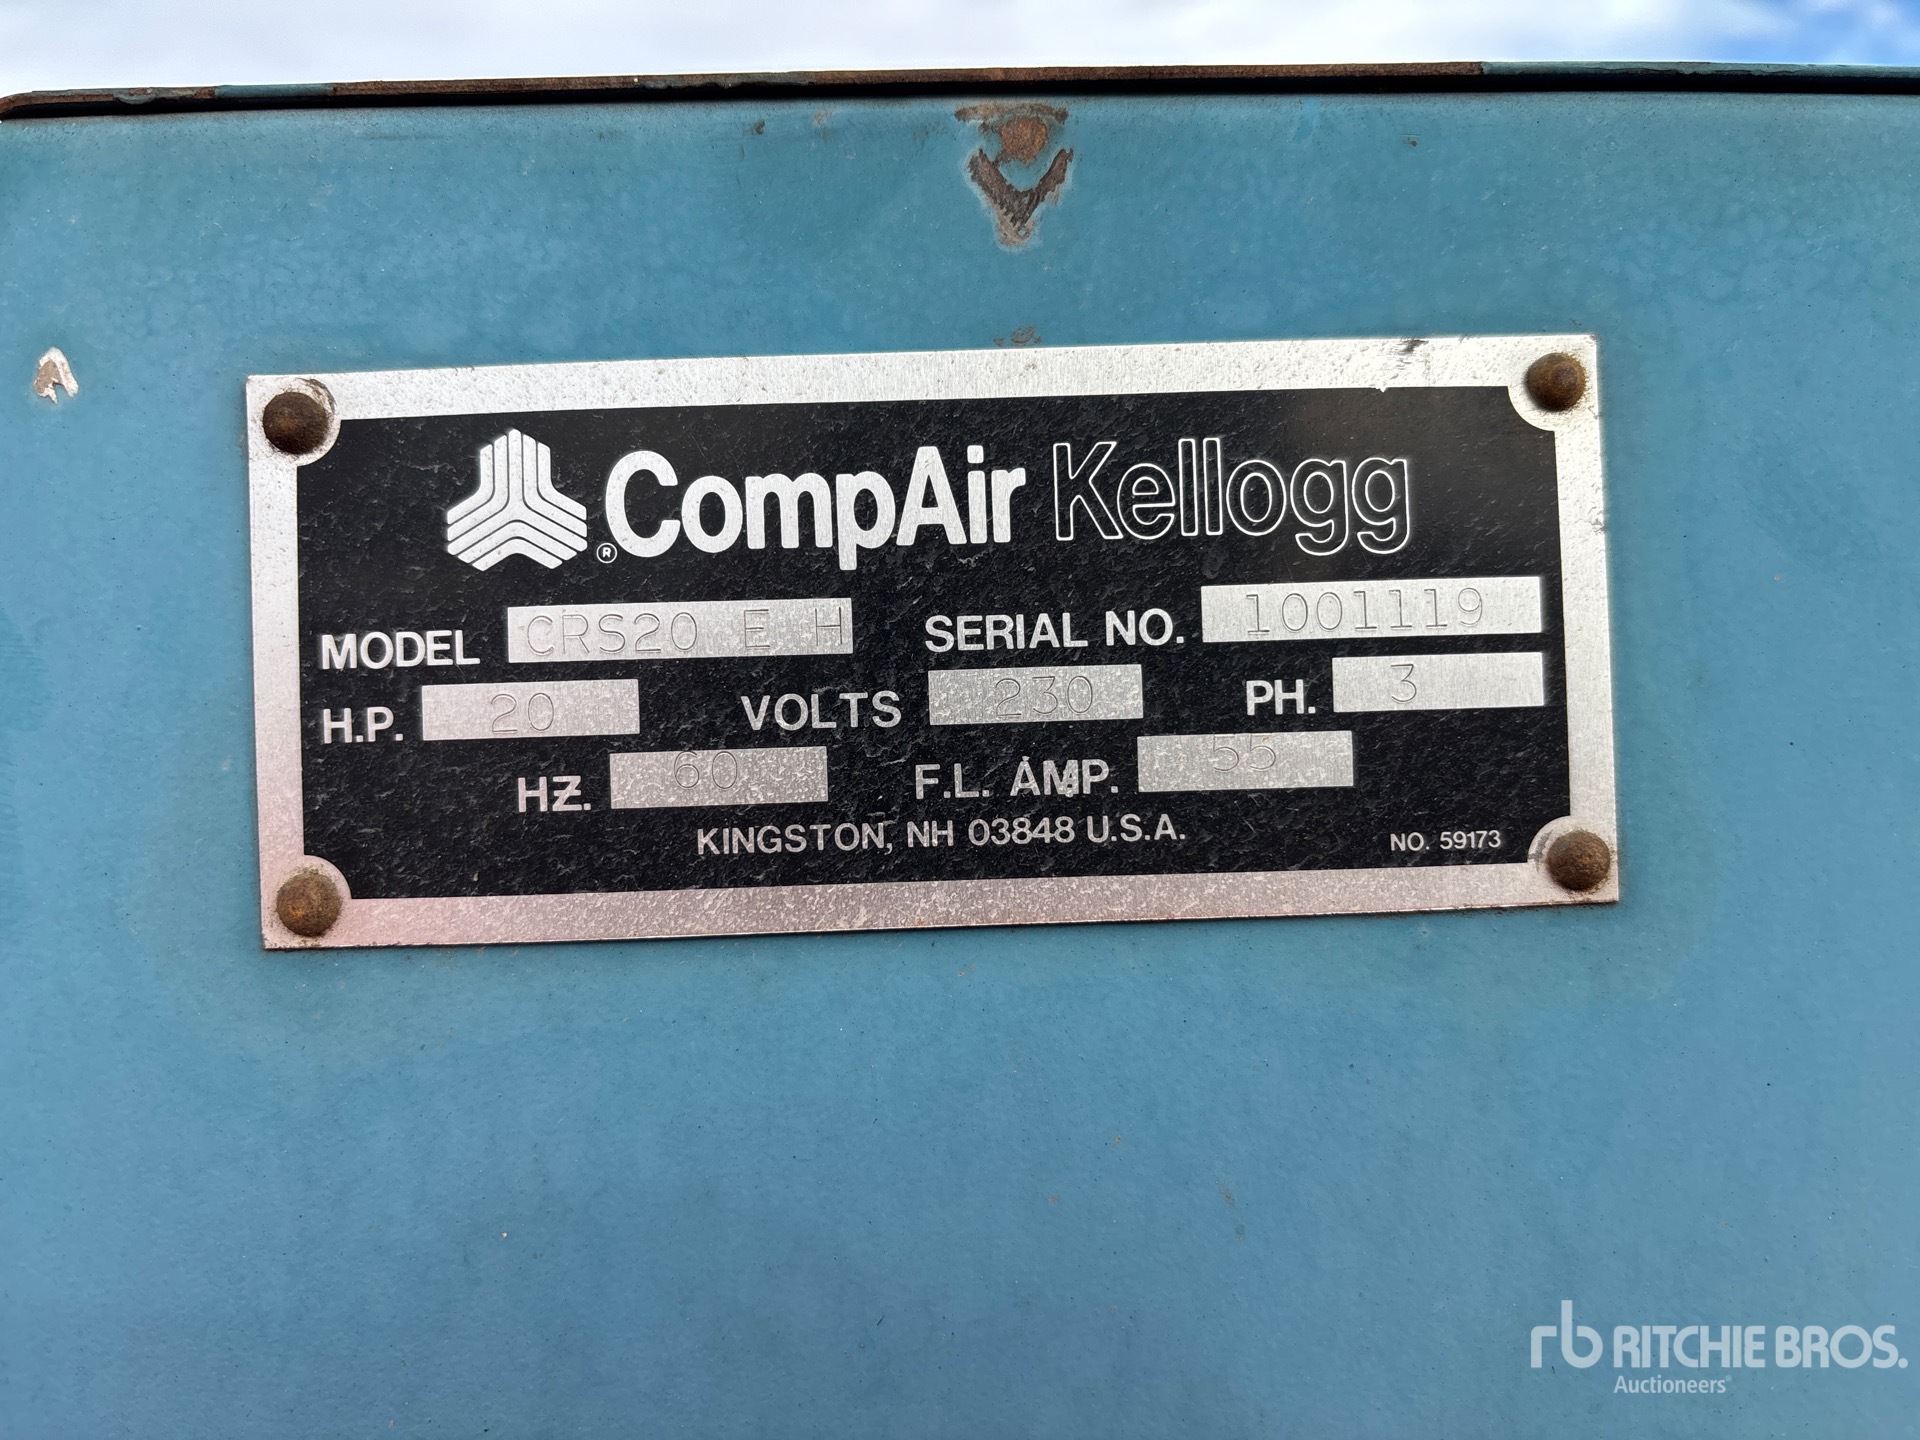 ® CompAir Kellogg
MODEL CRS20 E H SERIAL NO. 1001119
H.P. 20 VOLTS 230 PH. 3
HZ. 60 F.L. AMP. 55
KINGSTON, NH 03848 U.S.A. NO. 59173
rb RITCHIE BROS.
Auctioneers